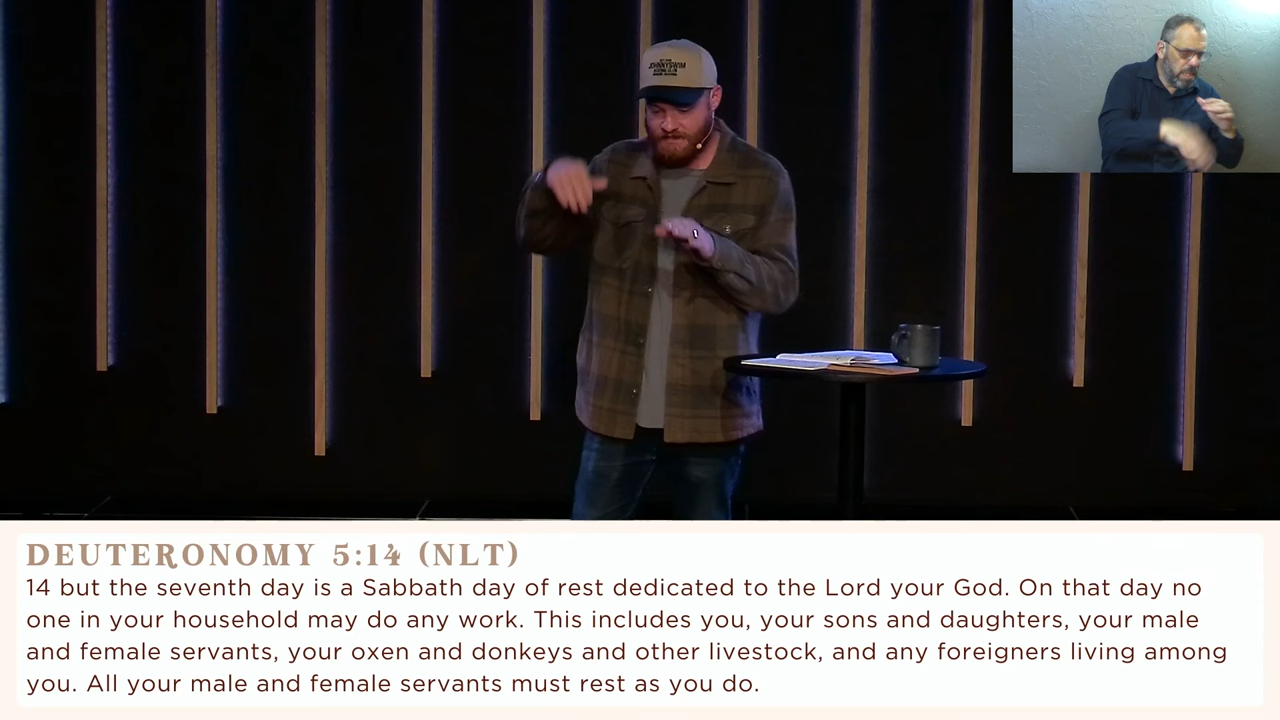 JOHNNYSWIM
DEUTERONOMY 5:14 (NLT)
14 but the seventh day is a Sabbath day of rest dedicated to the Lord your God. On that day no
one in your household may do any work. This includes you, your sons and daughters, your male
and female servants, your oxen and donkeys and other livestock, and any foreigners living among
you. All your male and female servants must rest as you do.